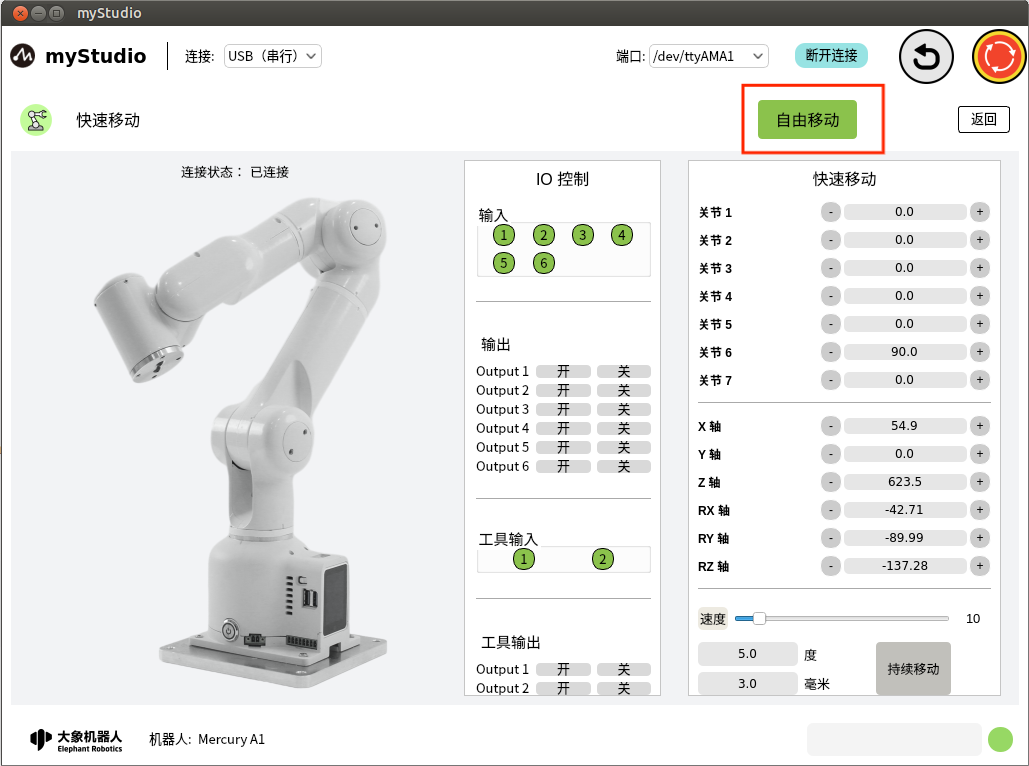 myStudio
myStudio 连接: USB（串行） 端口: /dev/ttyAMA1 断开连接
快速移动 自由移动 返回
连接状态： 已连接
IO 控制
输入
1 2 3 4
5 6
输出
Output 1 开 关
Output 2 开 关
Output 3 开 关
Output 4 开 关
Output 5 开 关
Output 6 开 关
工具输入
1 2
工具输出
Output 1 开 关
Output 2 开 关
快速移动
关节 1 - 0.0 +
关节 2 - 0.0 +
关节 3 - 0.0 +
关节 4 - 0.0 +
关节 5 - 0.0 +
关节 6 - 90.0 +
关节 7 - 0.0 +
X 轴 - 54.9 +
Y 轴 - 0.0 +
Z 轴 - 623.5 +
RX 轴 - -42.71 +
RY 轴 - -89.99 +
RZ 轴 - -137.28 +
速度 10
5.0 度
3.0 毫米
持续移动
大象机器人
Elephant Robotics
机器人: Mercury A1